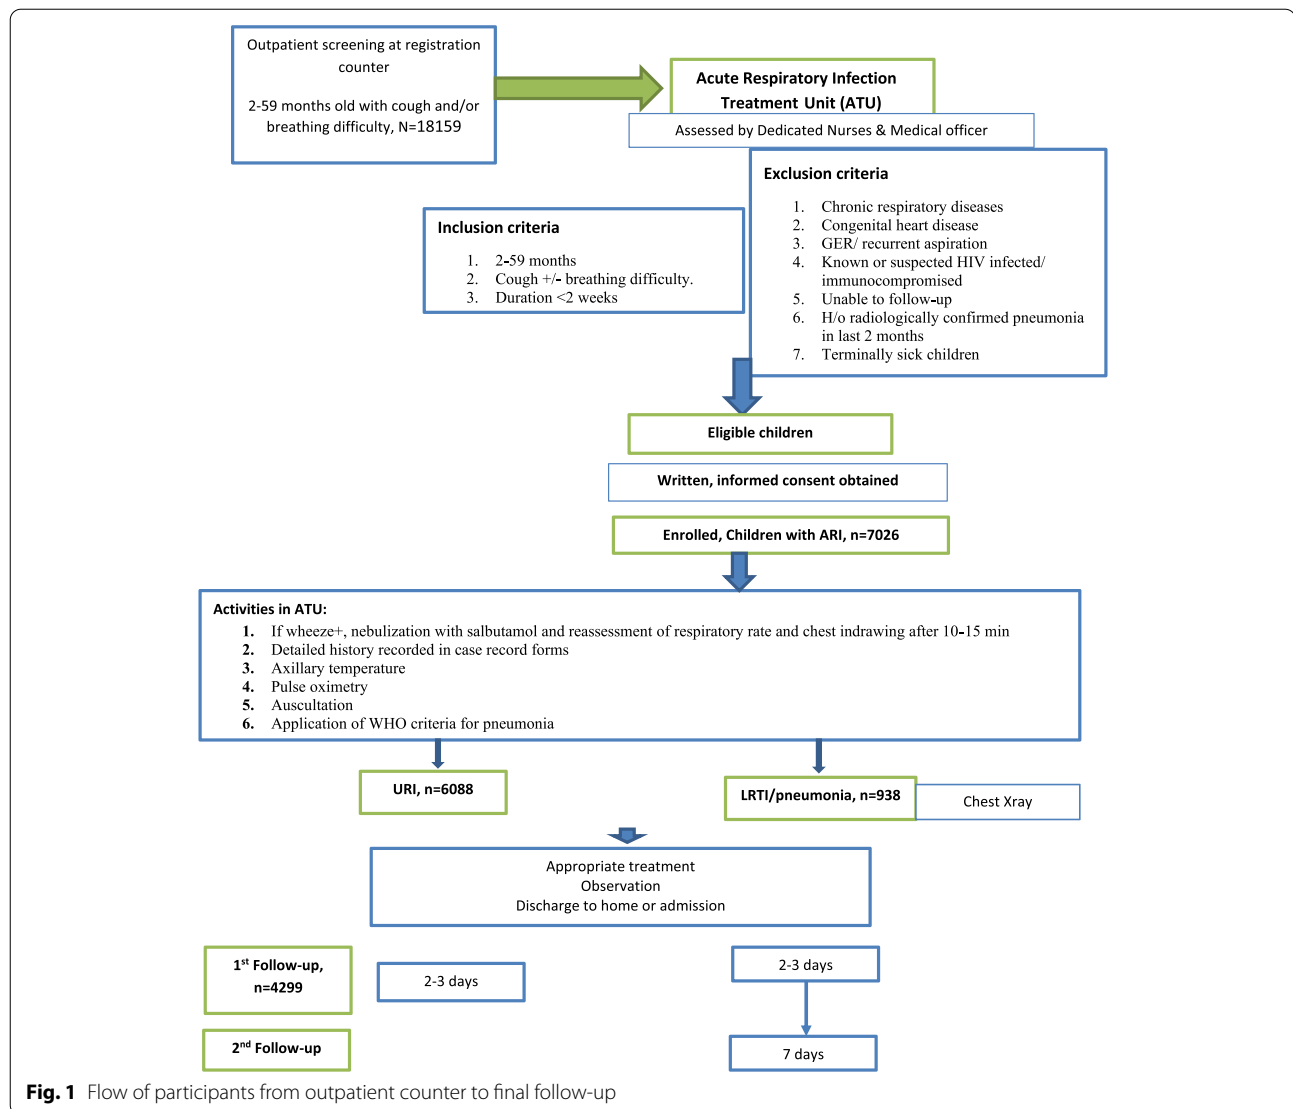 Outpatient screening at registration
counter
2-59 months old with cough and/or
breathing difficulty, N=18159
Acute Respiratory Infection
Treatment Unit (ATU)
Assessed by Dedicated Nurses & Medical officer
Exclusion criteria
1. Chronic respiratory diseases
2. Congenital heart disease
3. GER/ recurrent aspiration
4. Known or suspected HIV infected/
immunocompromised
5. Unable to follow-up
6. H/o radiologically confirmed pneumonia
in last 2 months
7. Terminally sick children
Inclusion criteria
1. 2-59 months
2. Cough +/- breathing difficulty.
3. Duration <2 weeks
Eligible children
Written, informed consent obtained
Enrolled, Children with ARI, n=7026
Activities in ATU:
1. If wheeze+, nebulization with salbutamol and reassessment of respiratory rate and chest indrawing after 10-15 min
2. Detailed history recorded in case record forms
3. Axillary temperature
4. Pulse oximetry
5. Auscultation
6. Application of WHO criteria for pneumonia
URI, n=6088
LRTI/pneumonia, n=938
Chest Xray
Appropriate treatment
Observation
Discharge to home or admission
1st Follow-up,
n=4299
2-3 days
2-3 days
2nd Follow-up
7 days
Fig. 1 Flow of participants from outpatient counter to final follow-up